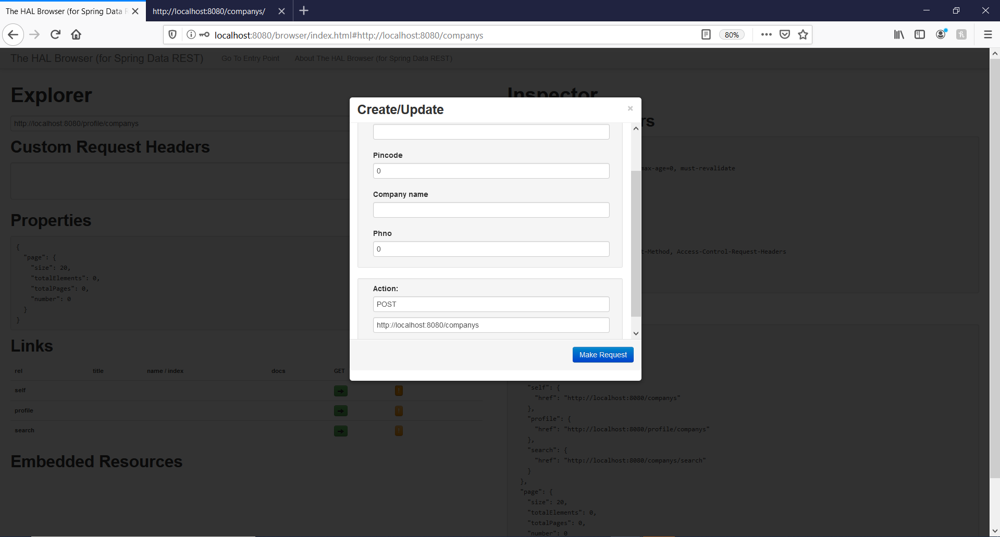 The HAL Browser (for Spring Data R
http://localhost:8080/companys/
localhost:8080/browser/index.html#http://localhost:8080/companys
80%
The HAL Browser (for Spring Data REST)
Go To Entry Point
About The HAL Browser (for Spring Data REST)
Explorer
http://localhost:8080/profile/companys
Custom Request Headers
Properties
{
"page": {
"size": 20,
"totalElements": 0,
"totalPages": 0,
"number": 0
}
}
Links
rel title name / index docs GET
self
profile
search
Embedded Resources
Create/Update
×
Pincode
0
Company name
Phno
0
Action:
POST
http://localhost:8080/companys
Make Request
Inspector
rs
max-age=0, must-revalidate
t-Method, Access-Control-Request-Headers
"self": {
"href": "http://localhost:8080/companys"
},
"profile": {
"href": "http://localhost:8080/profile/companys"
},
"search": {
"href": "http://localhost:8080/companys/search"
}
},
"page": {
"size": 20,
"totalElements": 0,
"totalPages": 0,
"number": 0